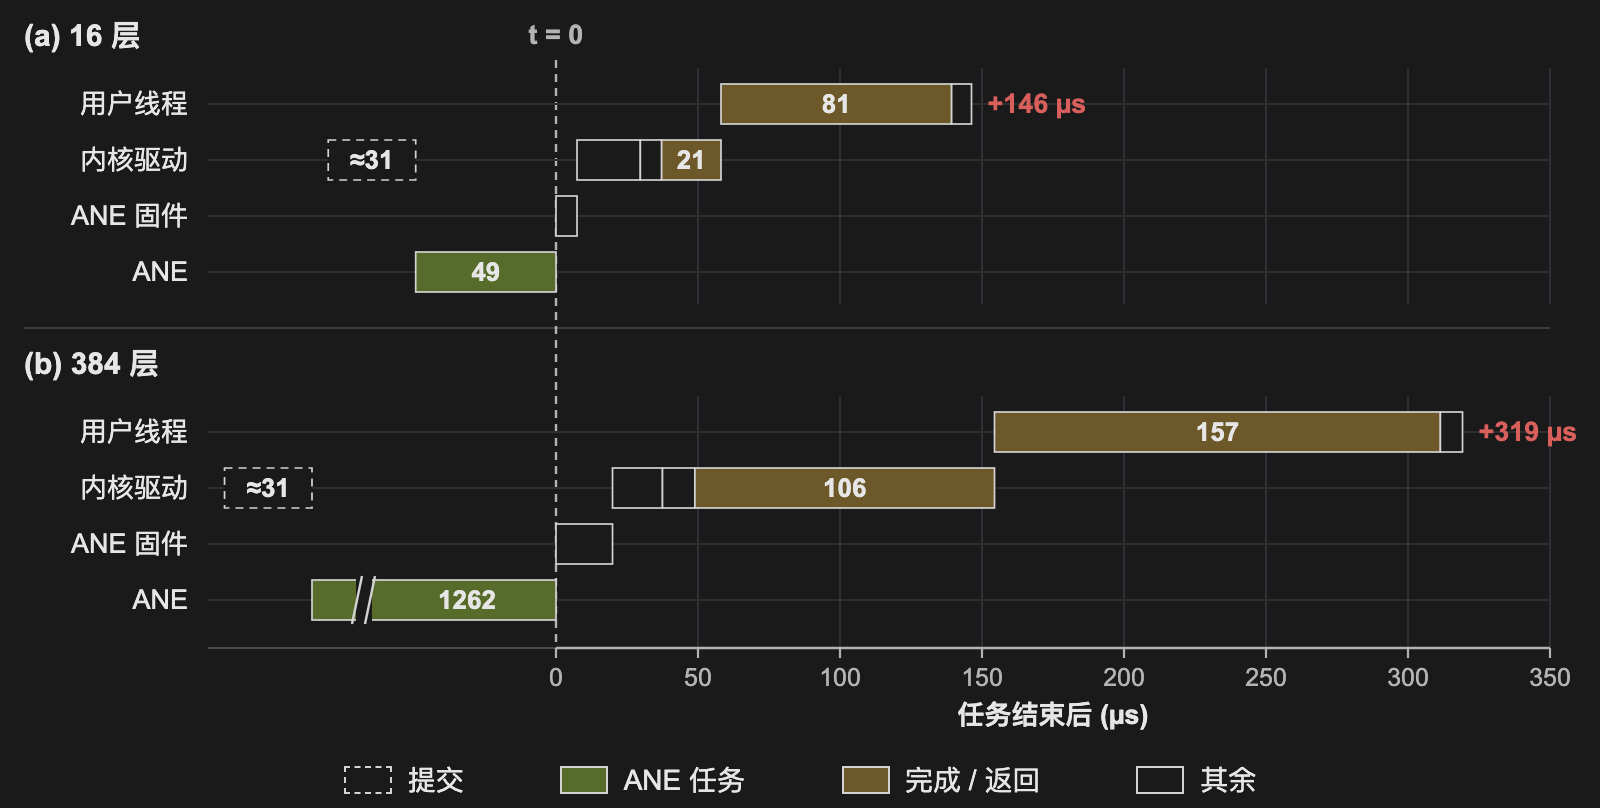 (a) 16 层
t = 0
用户线程
81
+146 µs
内核驱动
≈31
21
ANE 固件
ANE
49
(b) 384 层
用户线程
157
+319 µs
内核驱动
≈31
106
ANE 固件
ANE
1262
0 50 100 150 200 250 300 350
任务结束后 (µs)
提交 ANE 任务 完成 / 返回 其余